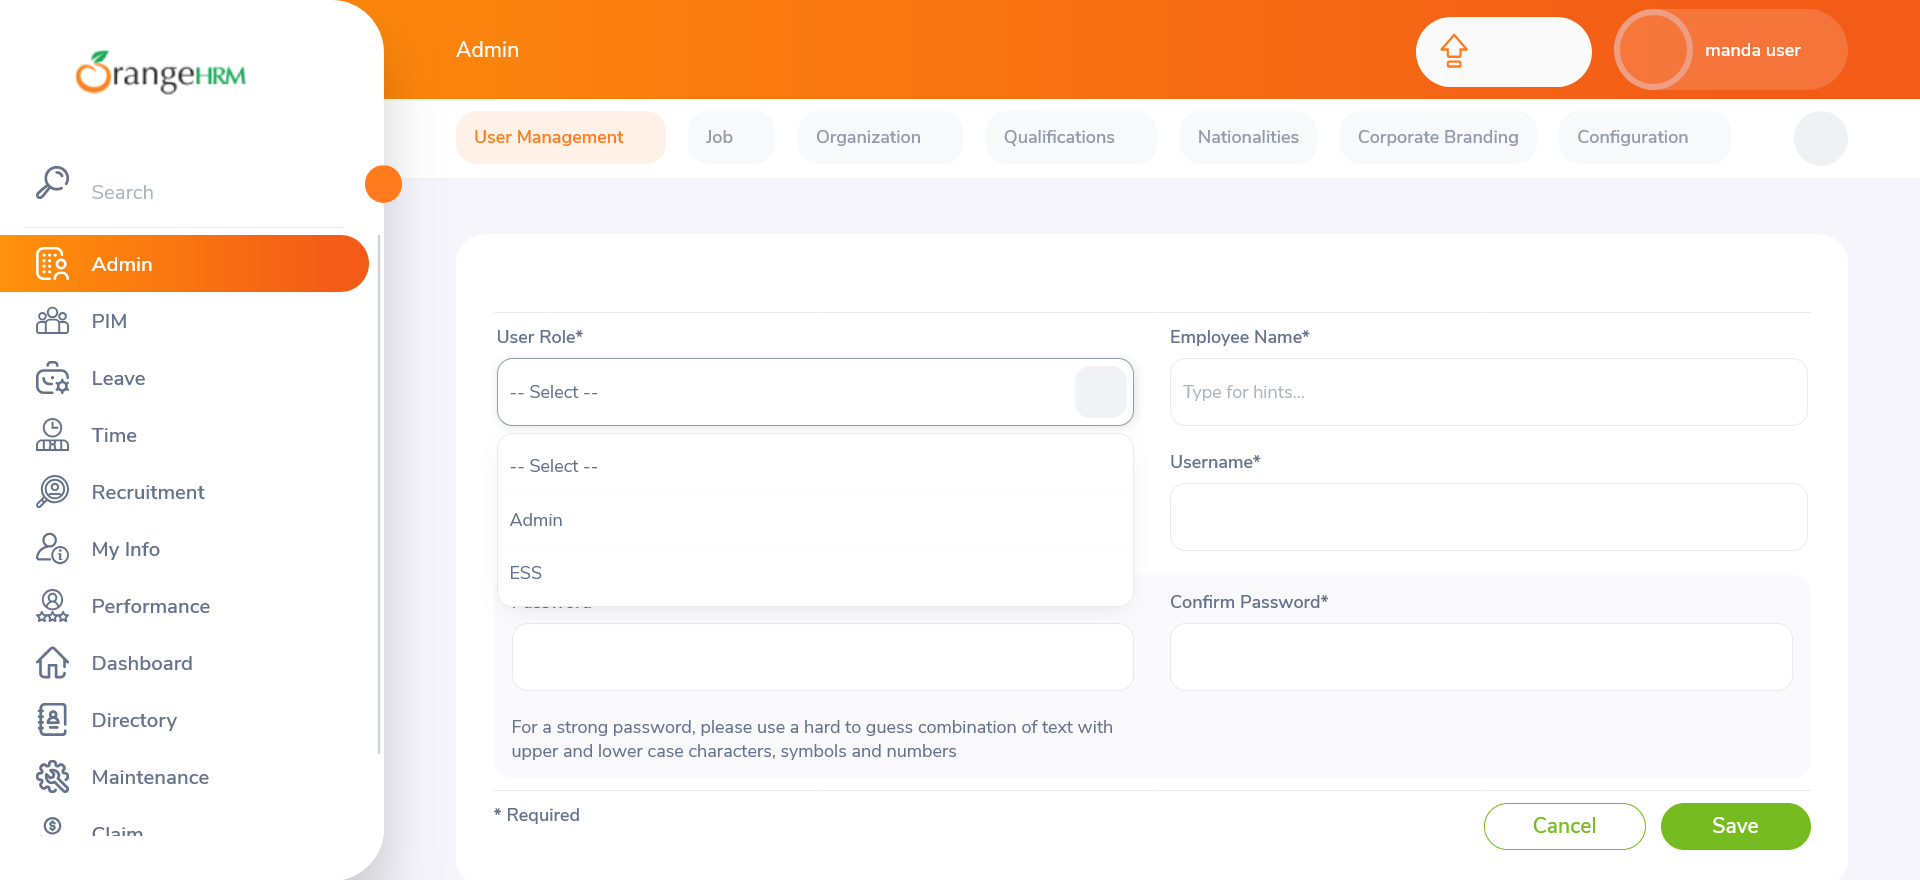 OrangeHRM
Admin
manda user
User Management
Job
Organization
Qualifications
Nationalities
Corporate Branding
Configuration
Search
Admin
PIM
Leave
Time
Recruitment
My Info
Performance
Dashboard
Directory
Maintenance
Claim
User Role*
-- Select --
-- Select --
Admin
ESS
Employee Name*
Type for hints...
Username*
Confirm Password*
For a strong password, please use a hard to guess combination of text with
upper and lower case characters, symbols and numbers
* Required
Cancel
Save